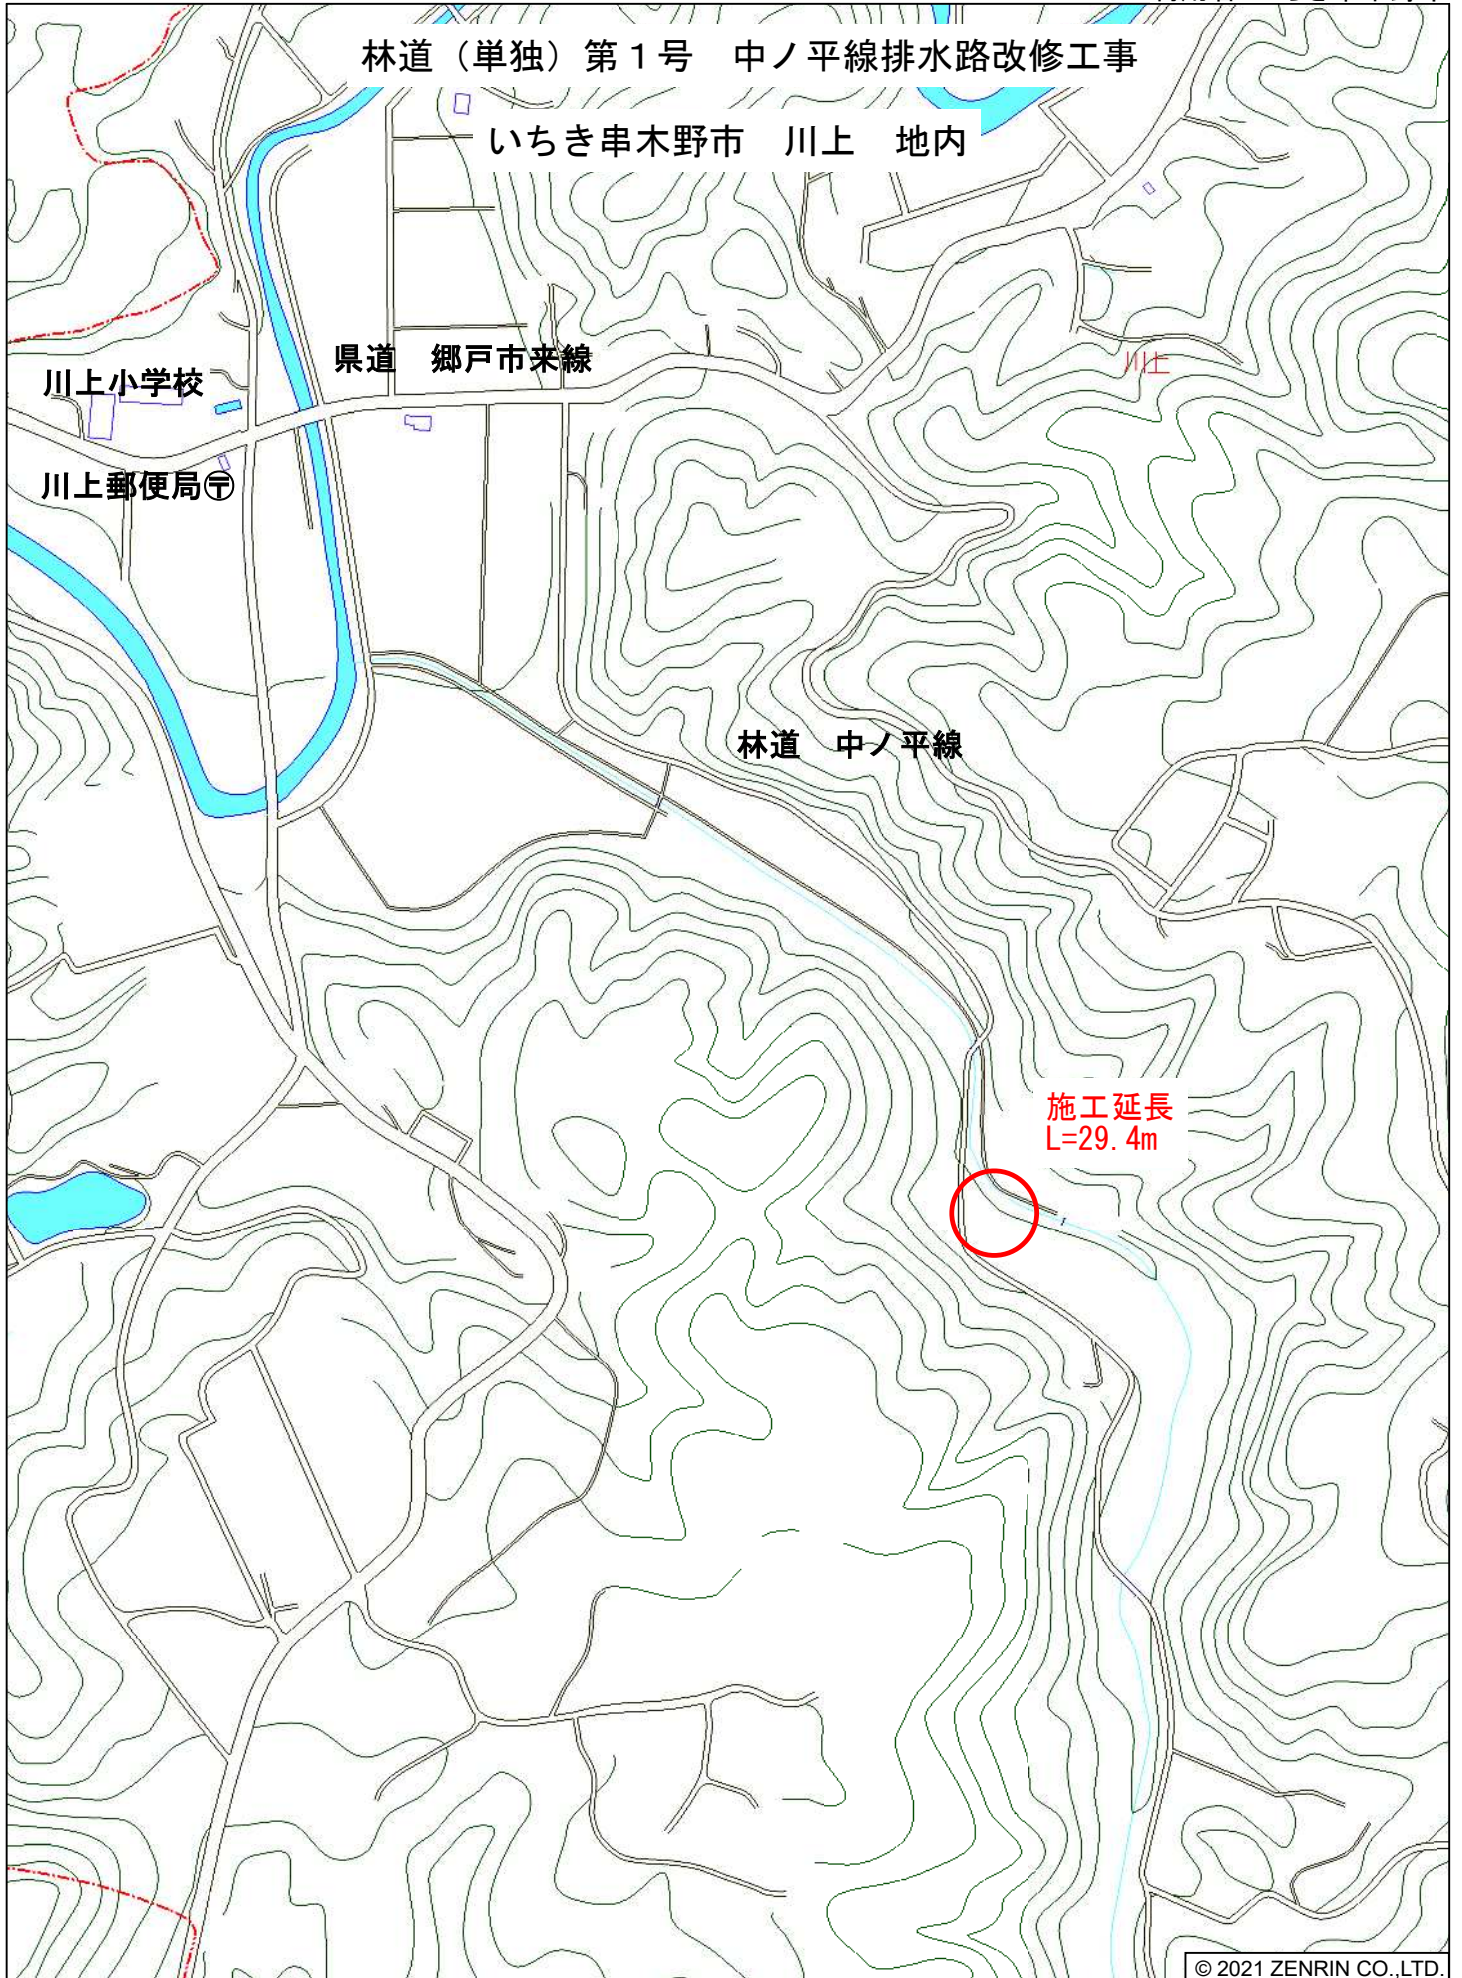 林道（単独）第１号　中ノ平線排水路改修工事
いちき串木野市　川上　地内
県道　郷戸市来線
川上
川上小学校
川上郵便局〶
林道　中ノ平線
施工延長
L=29.4m
© 2021 ZENRIN CO.,LTD.